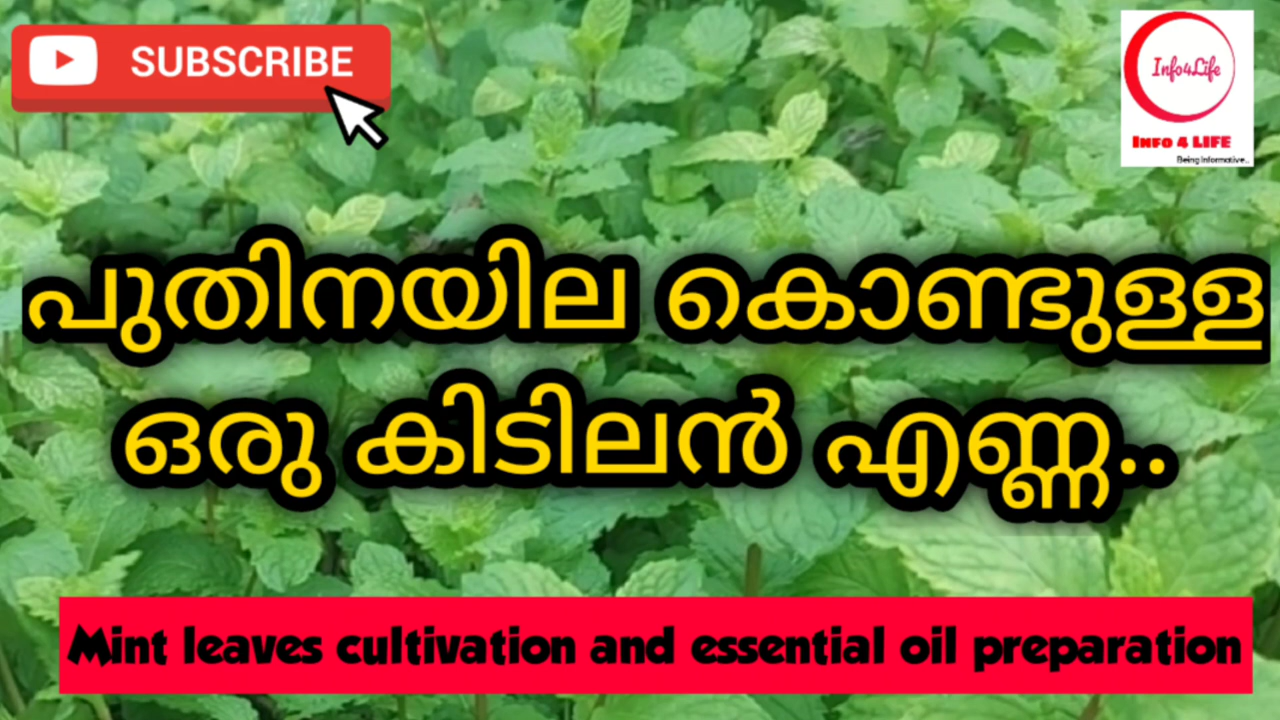 SUBSCRIBE
Info4Life
INFO 4 LIFE
Being Informative...
പുതിനയില കൊണ്ടുള്ള
ഒരു കിടിലൻ എണ്ണ..
Mint leaves cultivation and essential oil preparation